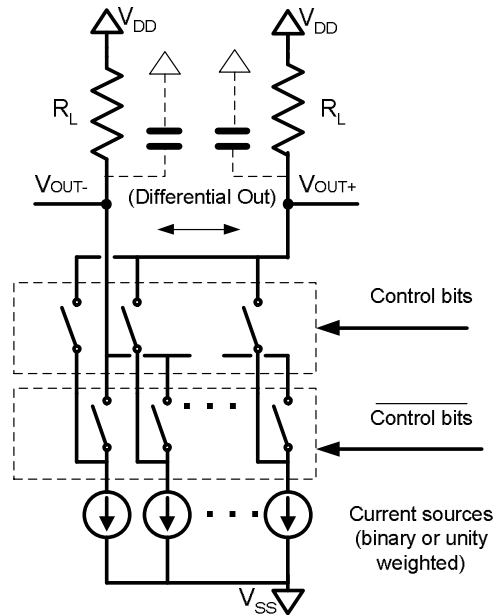 VDD
VDD
RL
RL
VOUT-
(Differential Out)
VOUT+
Control bits
Control bits
Current sources
(binary or unity
weighted)
VSS